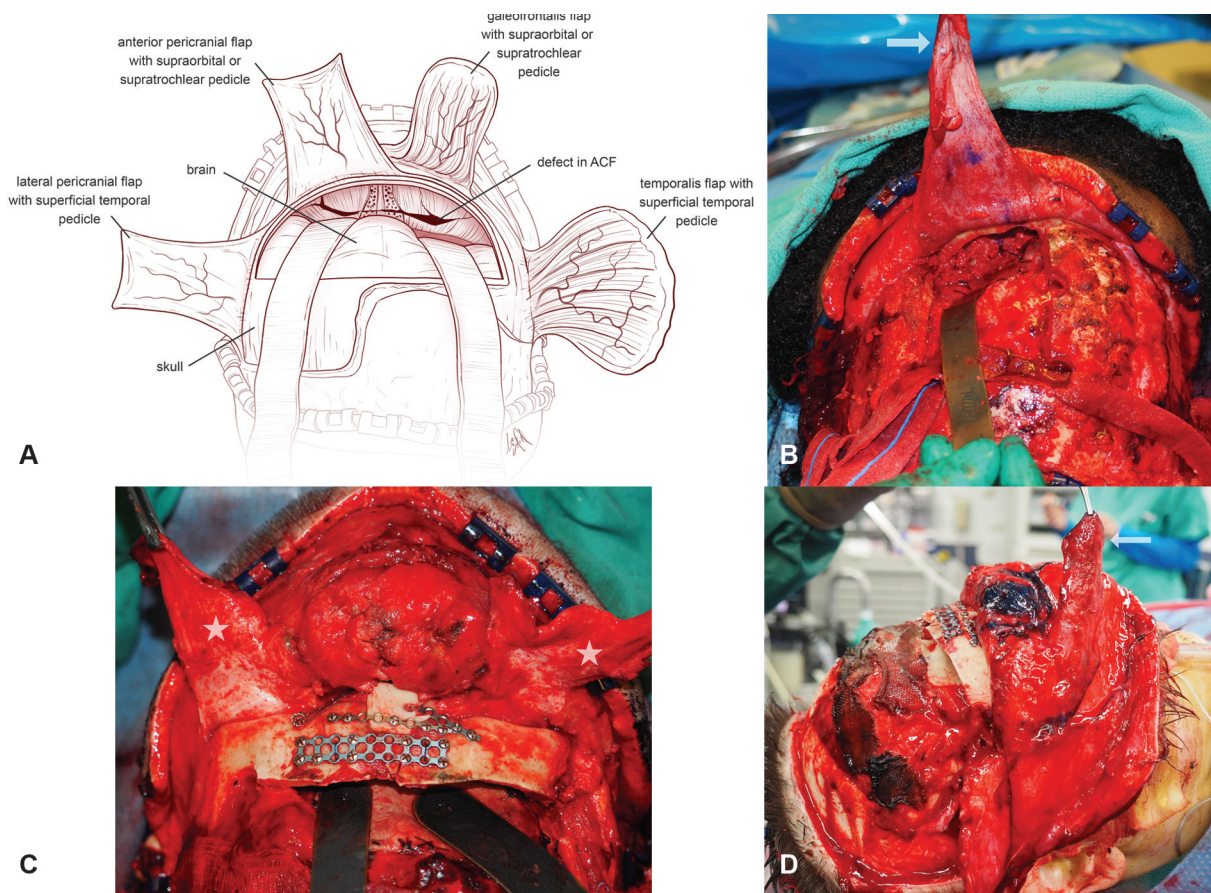 galeofrontalis flap
with supraorbital or
supratrochlear
pedicle
anterior pericranial flap
with supraorbital or
supratrochlear pedicle
brain
defect in ACF
lateral pericranial flap
with superficial temporal
pedicle
temporalis flap with
superficial temporal
pedicle
skull
A
B
C
D